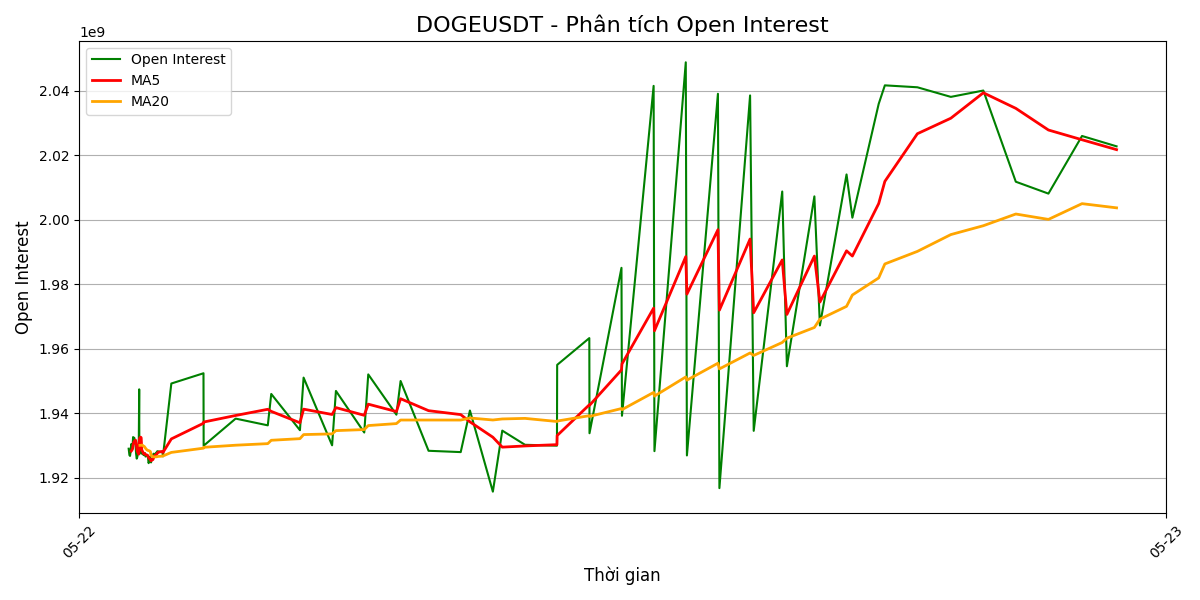 DOGEUSDT - Phân tích Open Interest
1e9
Open Interest
MA5
MA20
2.04
2.02
2.00
1.98
1.96
1.94
1.92
Open Interest
05-22
05-23
Thời gian